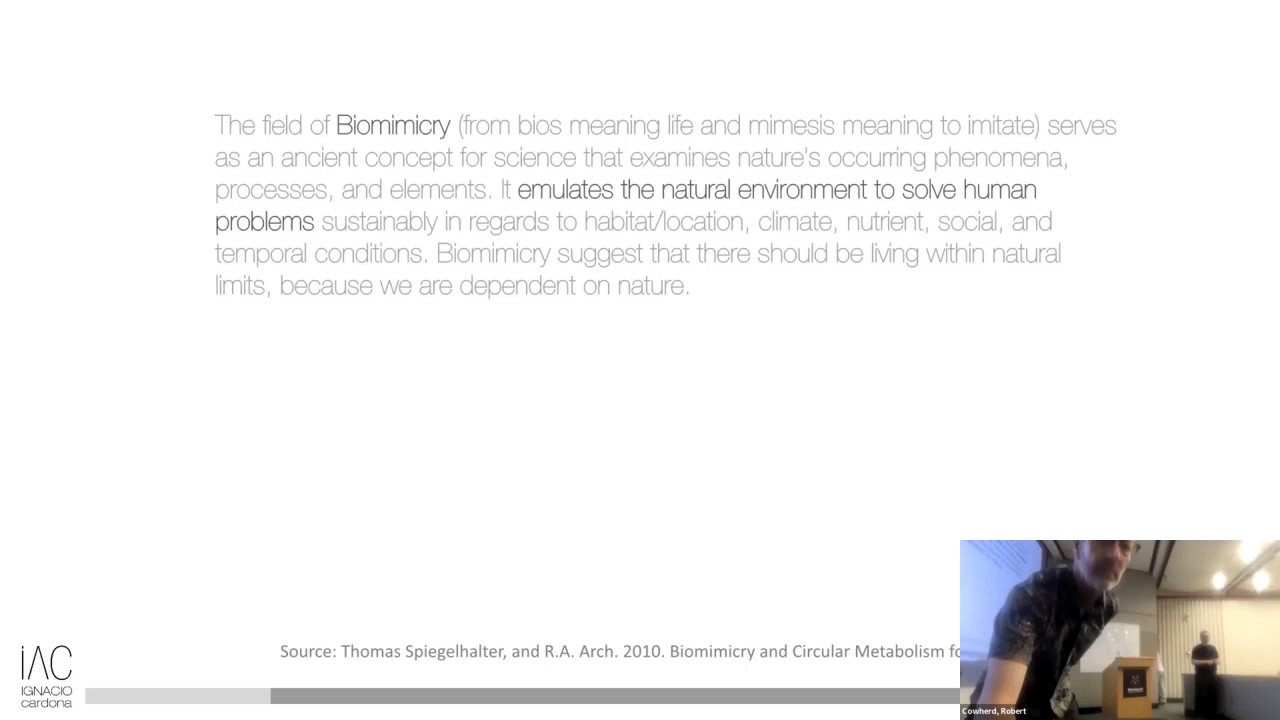 The field of Biomimicry (from bios meaning life and mimesis meaning to imitate) serves
as an ancient concept for science that examines nature's occurring phenomena,
processes, and elements. It emulates the natural environment to solve human
problems sustainably in regards to habitat/location, climate, nutrient, social, and
temporal conditions. Biomimicry suggest that there should be living within natural
limits, because we are dependent on nature.
Source: Thomas Spiegelhalter, and R.A. Arch. 2010. Biomimicry and Circular Metabolism fo
iAC
IGNACIO
cardona
Cowherd, Robert